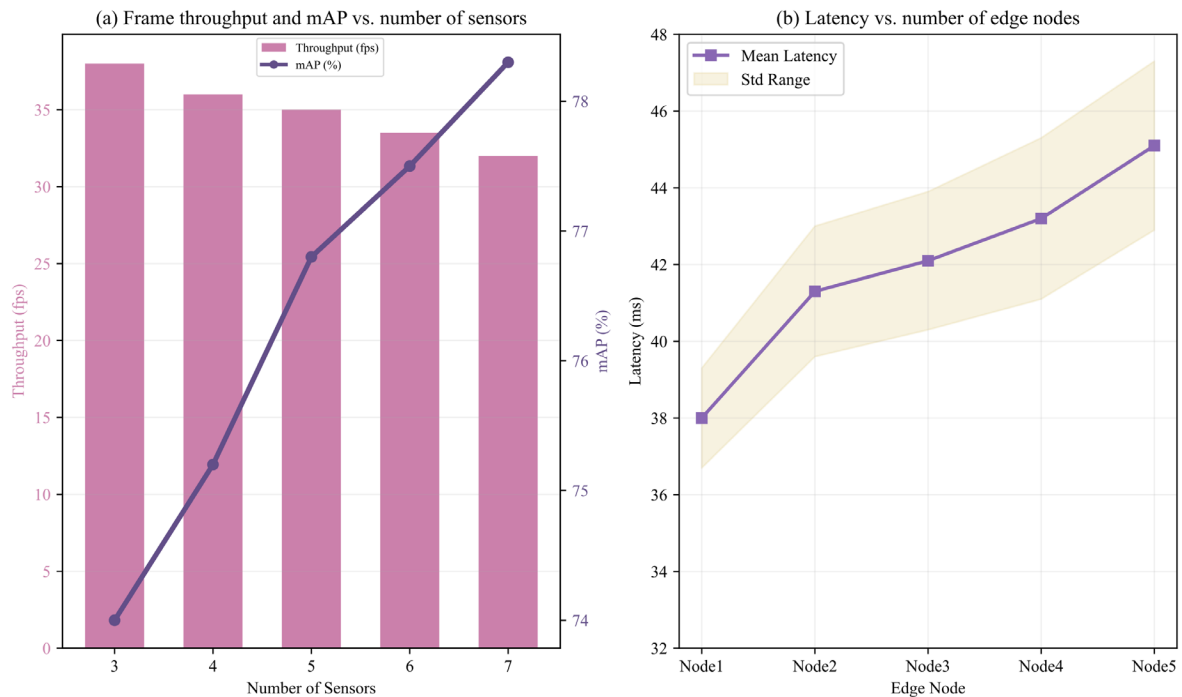 (a) Frame throughput and mAP vs. number of sensors
Throughput (fps)
mAP (%)
Throughput (fps)
35
30
25
20
15
10
5
0
78
77
76
75
74
mAP (%)
3 4 5 6 7
Number of Sensors
(b) Latency vs. number of edge nodes
Mean Latency
Std Range
Latency (ms)
48
46
44
42
40
38
36
34
32
Node1 Node2 Node3 Node4 Node5
Edge Node